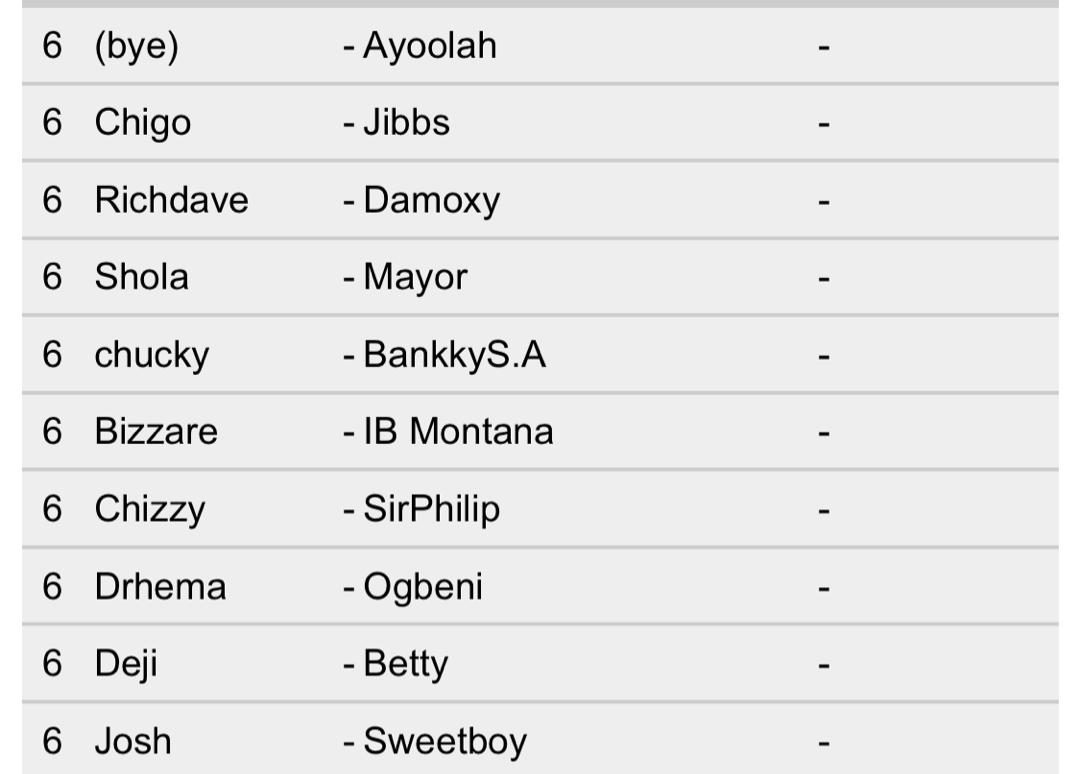 6 (bye) - Ayoolah -
6 Chigo - Jibbs -
6 Richdave - Damoxy -
6 Shola - Mayor -
6 chucky - BankkyS.A -
6 Bizzare - IB Montana -
6 Chizzy - SirPhilip -
6 Drhema - Ogbeni -
6 Deji - Betty -
6 Josh - Sweetboy -